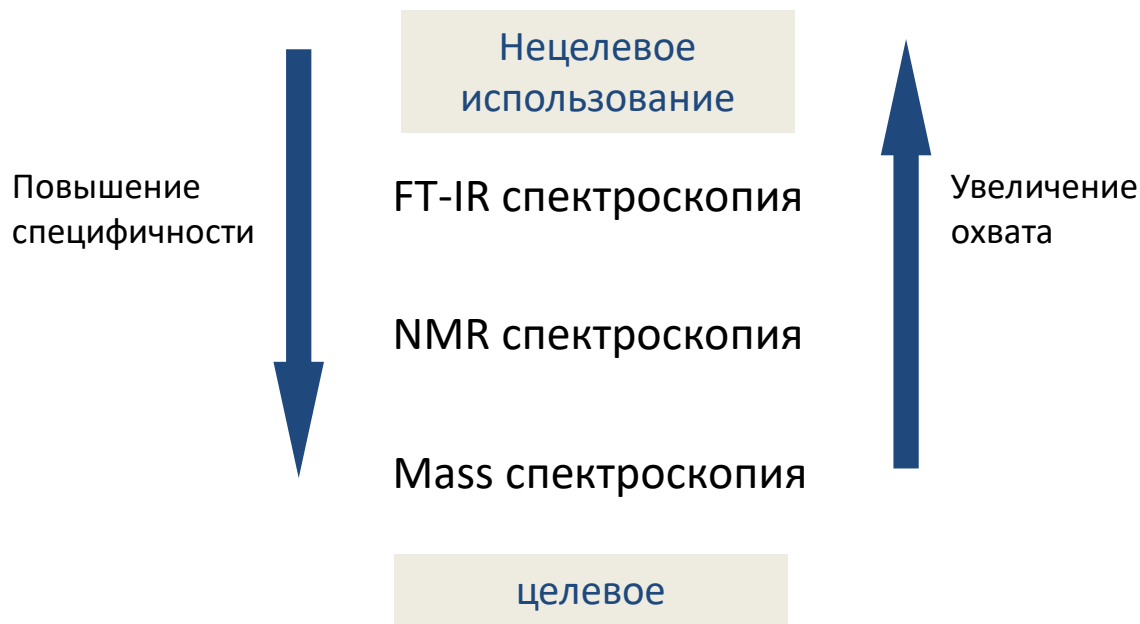 Нецелевое
использование
Повышение
специфичности
FT-IR спектроскопия
Увеличение
охвата
NMR спектроскопия
Mass спектроскопия
целевое